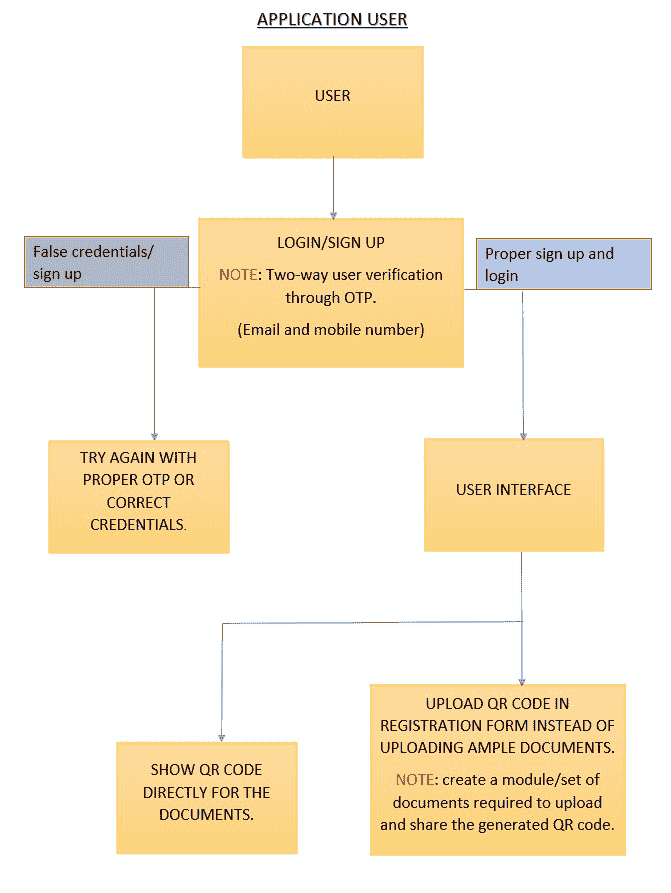 APPLICATION USER
USER
False credentials/
sign up
LOGIN/SIGN UP
NOTE: Two-way user verification
through OTP.
(Email and mobile number)
Proper sign up and
login
TRY AGAIN WITH
PROPER OTP OR
CORRECT
CREDENTIALS.
USER INTERFACE
SHOW QR CODE
DIRECTLY FOR THE
DOCUMENTS.
UPLOAD QR CODE IN
REGISTRATION FORM INSTEAD OF
UPLOADING AMPLE DOCUMENTS.
NOTE: create a module/set of
documents required to upload
and share the generated QR code.